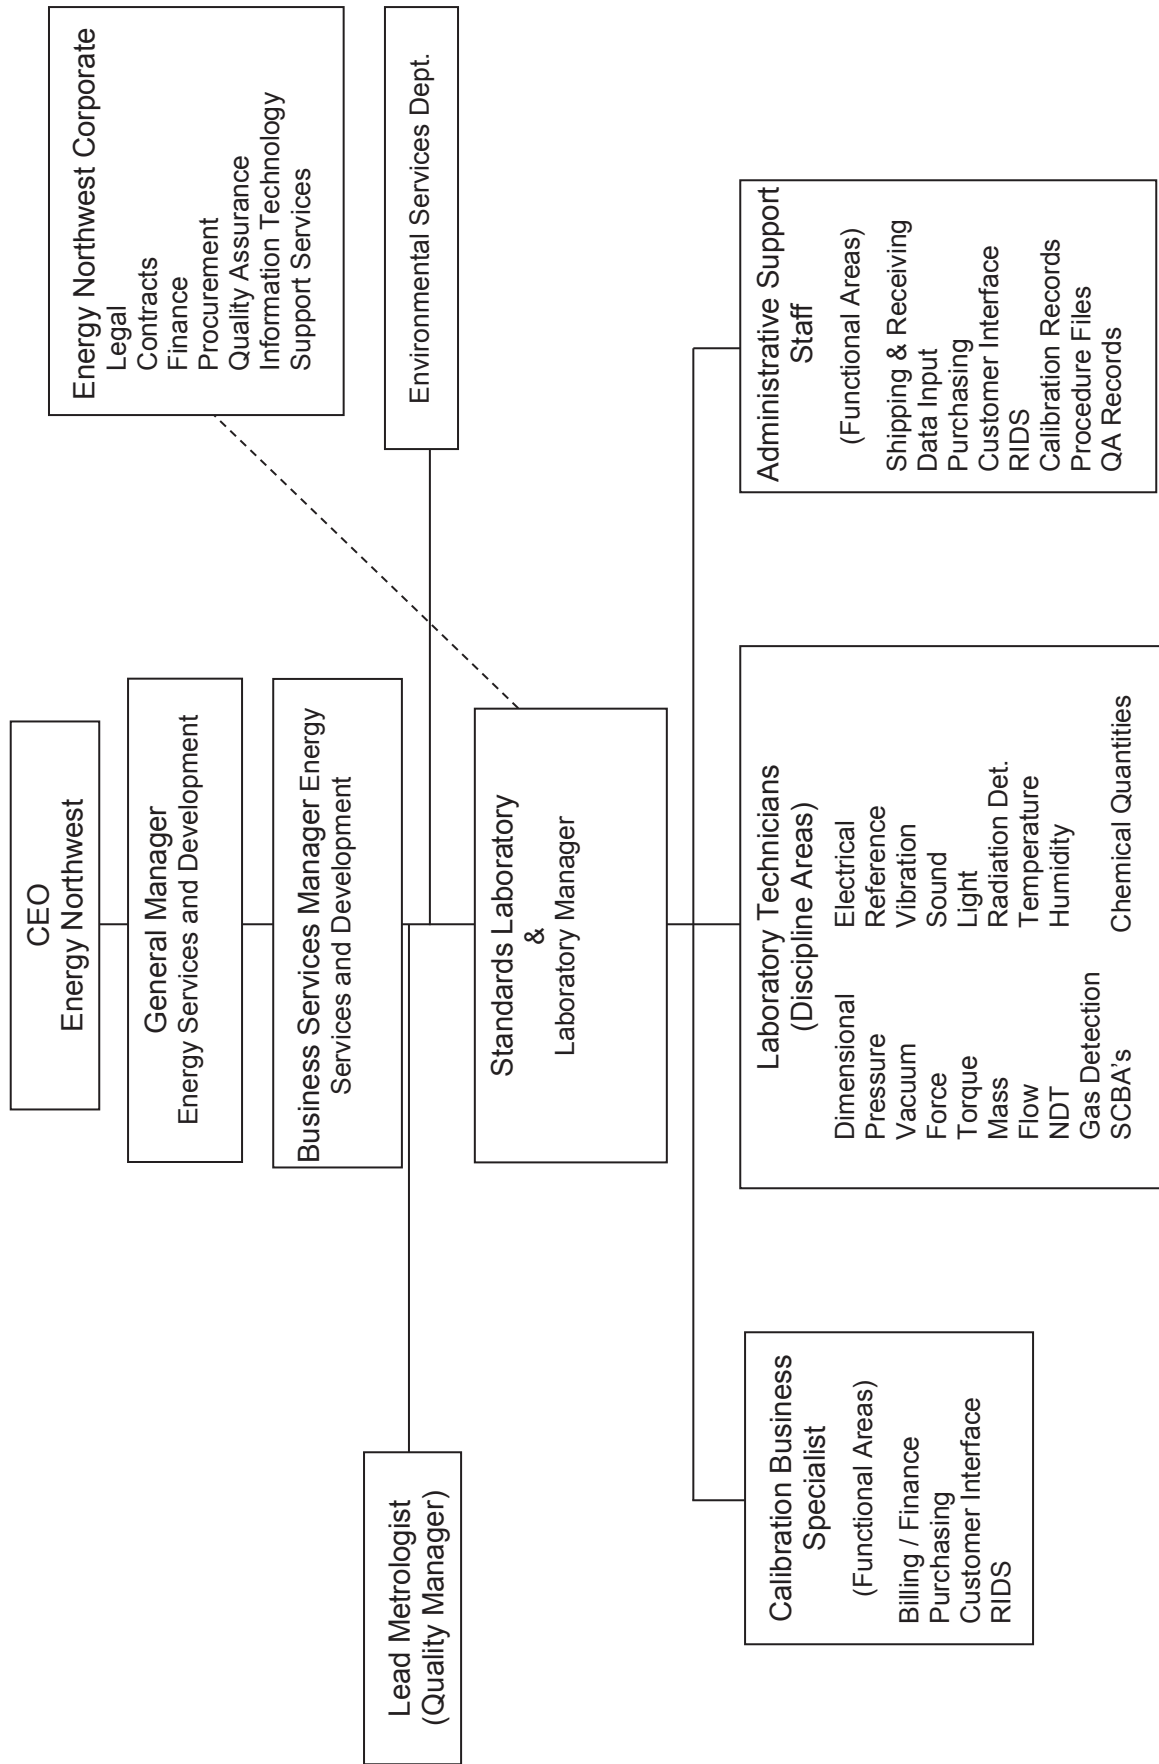 CEO
Energy Northwest
General Manager
Energy Services and Development
Business Services Manager Energy
Services and Development
Energy Northwest Corporate
Legal
Contracts
Finance
Procurement
Quality Assurance
Information Technology
Support Services
Lead Metrologist
(Quality Manager)
Environmental Services Dept.
Standards Laboratory
&
Laboratory Manager
Calibration Business
Specialist
(Functional Areas)
Billing / Finance
Purchasing
Customer Interface
RIDS
Laboratory Technicians
(Discipline Areas)
Dimensional Electrical
Pressure Reference
Vacuum Vibration
Force Sound
Torque Light
Mass Radiation Det.
Flow Temperature
NDT Humidity
Gas Detection
SCBA's Chemical Quantities
Administrative Support
Staff
(Functional Areas)
Shipping & Receiving
Data Input
Purchasing
Customer Interface
RIDS
Calibration Records
Procedure Files
QA Records